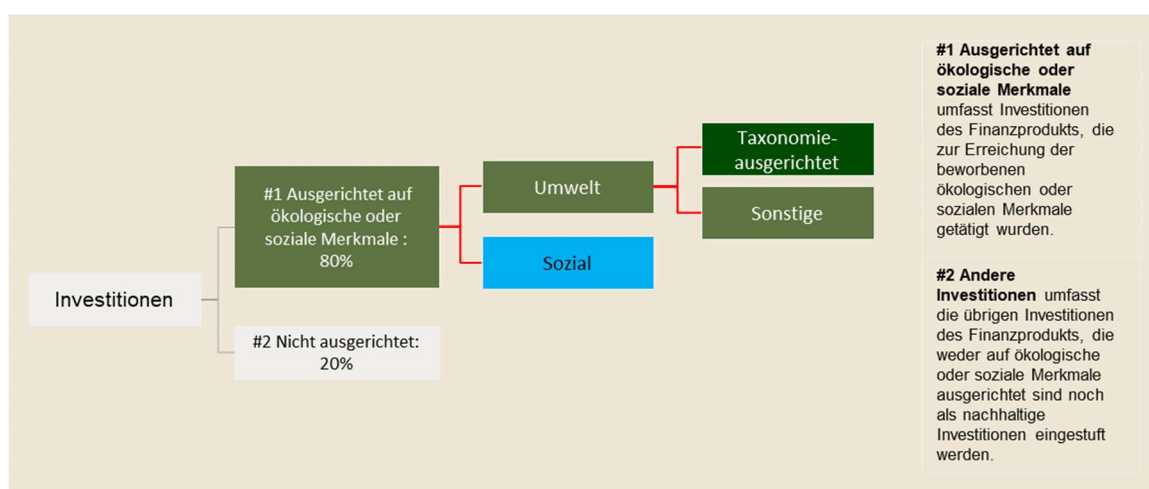 Investitionen
#1 Ausgerichtet auf
ökologische oder
soziale Merkmale :
80%
#2 Nicht ausgerichtet:
20%
Umwelt
Sozial
Taxonomie-
ausgerichtet
Sonstige
#1 Ausgerichtet auf
ökologische oder
soziale Merkmale
umfasst Investitionen
des Finanzprodukts, die
zur Erreichung der
beworbenen
ökologischen oder
sozialen Merkmale
getätigt wurden.
#2 Andere
Investitionen umfasst
die übrigen Investitionen
des Finanzprodukts, die
weder auf ökologische
oder soziale Merkmale
ausgerichtet sind noch
als nachhaltige
Investitionen eingestuft
werden.